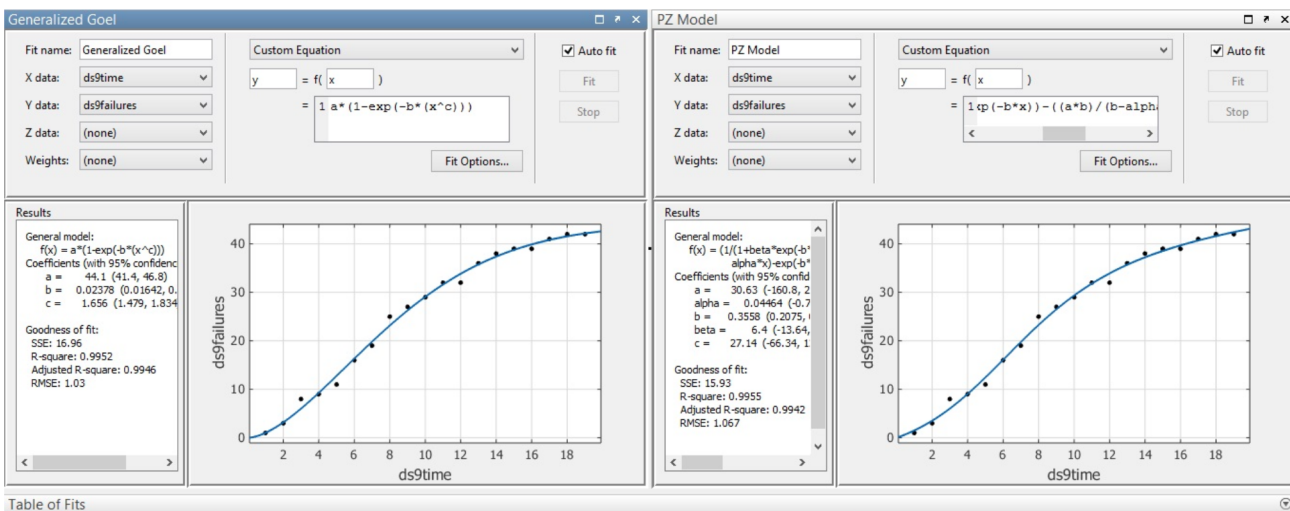 Generalized Goel
Fit name: Generalized Goel
X data: ds9time
Y data: ds9failures
Z data: (none)
Weights: (none)
Custom Equation
y = f( x )
= 1 a*(1-exp(-b*(x^c)))
Fit Options...
Auto fit
Fit
Stop
Results
General model:
f(x) = a*(1-exp(-b*(x^c)))
Coefficients (with 95% confidenc
a = 44.1 (41.4, 46.8)
b = 0.02378 (0.01642, 0.
c = 1.656 (1.479, 1.834
Goodness of fit:
SSE: 16.96
R-square: 0.9952
Adjusted R-square: 0.9946
RMSE: 1.03
ds9failures
40
30
20
10
0
2 4 6 8 10 12 14 16 18
ds9time
PZ Model
Fit name: PZ Model
X data: ds9time
Y data: ds9failures
Z data: (none)
Weights: (none)
Custom Equation
y = f( x )
= 1 xp(-b*x))-((a*b)/(b-alpha
Fit Options...
Auto fit
Fit
Stop
Results
General model:
f(x) = (1/(1+beta*exp(-b*
alpha*x)-exp(-b*
Coefficients (with 95% confid
a = 30.63 (-160.8, 2
alpha = 0.04464 (-0.7
b = 0.3558 (0.2075,
beta = 6.4 (-13.64,
c = 27.14 (-66.34, 1
Goodness of fit:
SSE: 15.93
R-square: 0.9955
Adjusted R-square: 0.9942
RMSE: 1.067
ds9failures
40
30
20
10
0
2 4 6 8 10 12 14 16 18
ds9time
Table of Fits